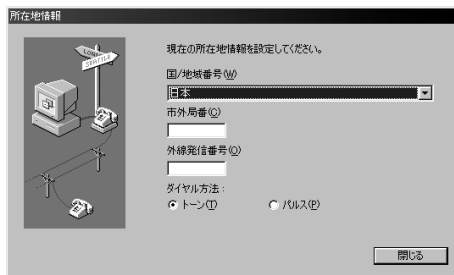 所在地情報
LONDON
SEATTLE
現在の所在地情報を設定してください。
国/地域番号(W)
日本
市外局番(C)
外線発信番号(O)
ダイヤル方法:
トーン(T)
パルス(P)
閉じる